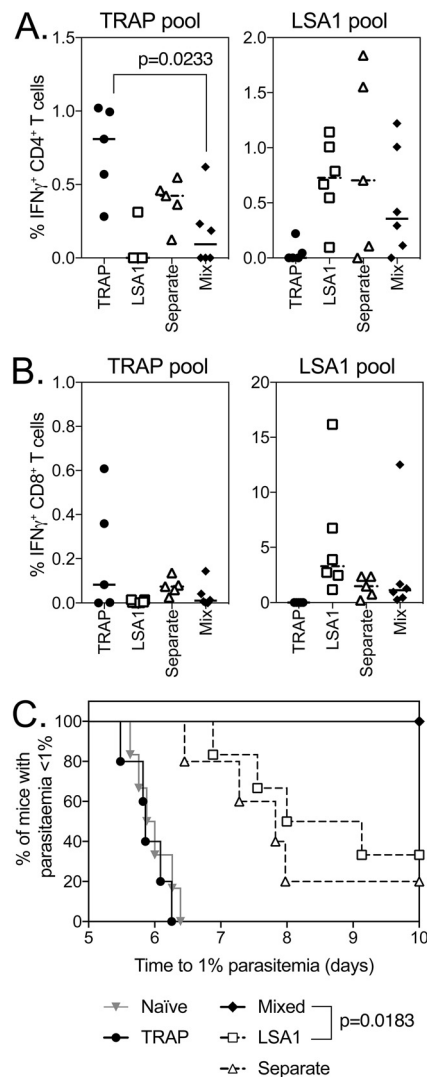 A.
TRAP pool
LSA1 pool
% IFNγ⁺ CD4⁺ T cells
1.5
1.0
0.5
0.0
p=0.0233
2.0
1.5
1.0
0.5
0.0
TRAP
LSA1
Separate
Mix
TRAP
LSA1
Separate
Mix
B.
TRAP pool
LSA1 pool
% IFNγ⁺ CD8⁺ T cells
1.0
0.8
0.6
0.4
0.2
0.0
20
15
10
5
0
TRAP
LSA1
Separate
Mix
TRAP
LSA1
Separate
Mix
C.
% of mice with
parasitaemia <1%
100
80
60
40
20
0
5 6 7 8 9 10
Time to 1% parasitemia (days)
Naïve
Mixed
TRAP
LSA1
p=0.0183
Separate